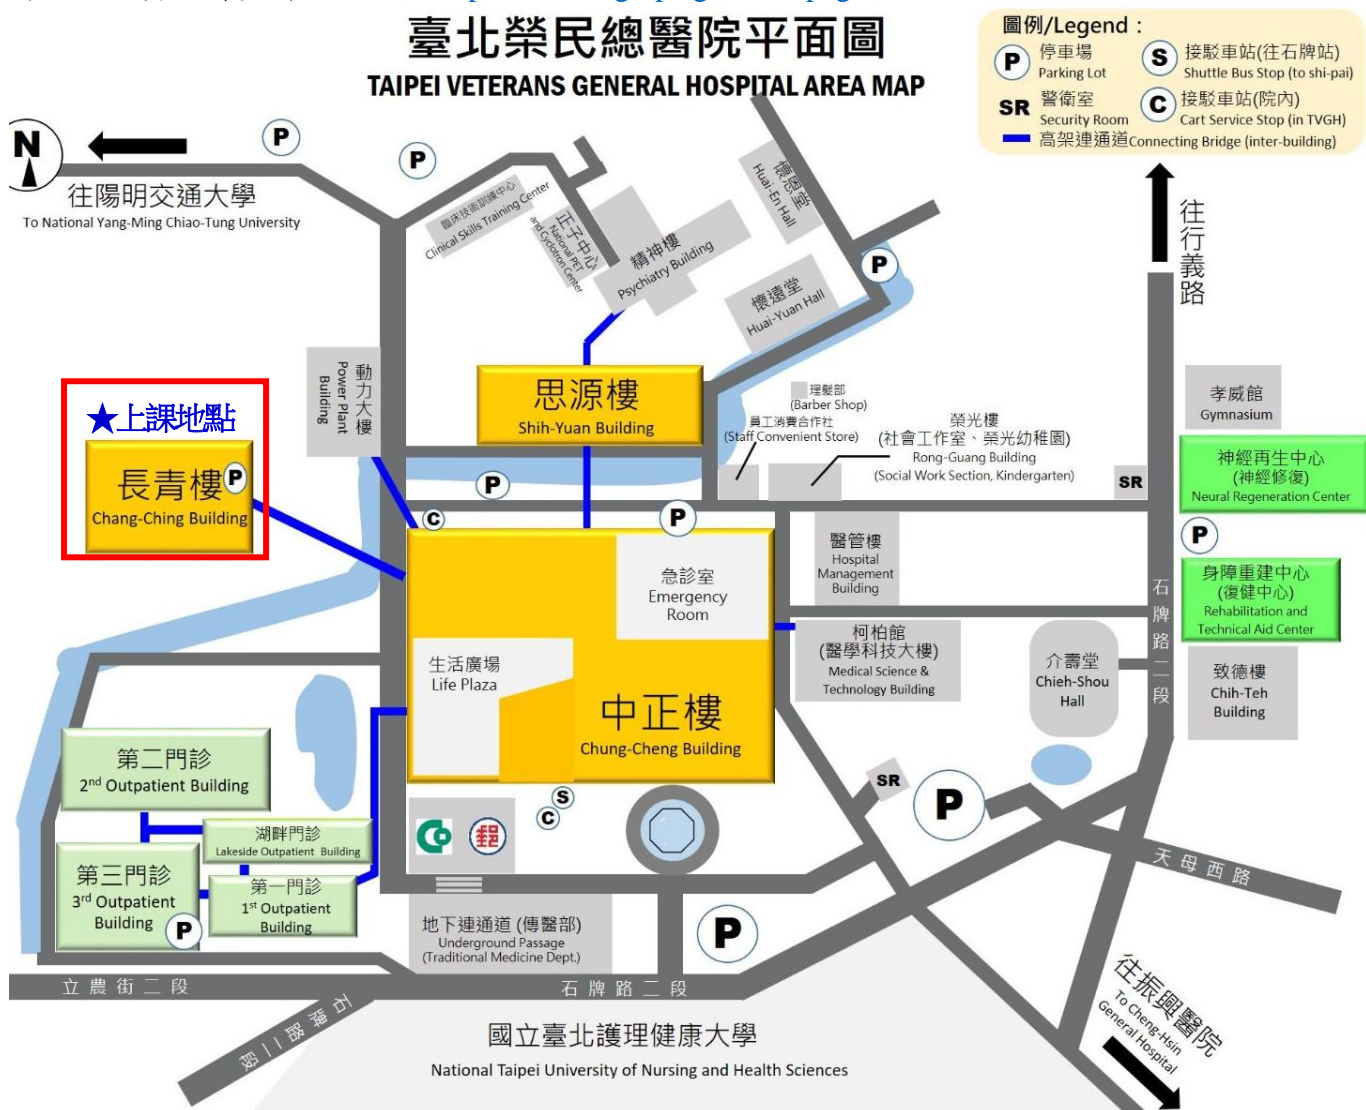 臺北榮民總醫院平面圖
TAIPEI VETERANS GENERAL HOSPITAL AREA MAP
圖例/Legend：
P
停車場
Parking Lot
S
接駁車站(往石牌站)
Shuttle Bus Stop (to shi-pai)
SR
警衛室
Security Room
C
接駁車站(院內)
Cart Service Stop (in TVGH)
高架連通道Connecting Bridge (inter-building)
N
往陽明交通大學
To National Yang-Ming Chiao-Tung University
P
P
臨床技術訓練中心
Clinical Skills Training Center
正子中心
National PET
and Cyclotron Center
精神樓
Psychiatry Building
懷恩堂
Huai-En Hall
懷遠堂
Huai-Yuan Hall
P
往行義路
動力大樓
Power Plant
Building
思源樓
Shih-Yuan Building
理髮部
(Barber Shop)
員工消費合作社
(Staff Convenient Store)
榮光樓
(社會工作室、榮光幼稚園)
Rong-Guang Building
(Social Work Section, Kindergarten)
孝威館
Gymnasium
神經再生中心
(神經修復)
Neural Regeneration Center
SR
★上課地點
長青樓
P
Chang-Ching Building
P
C
P
P
急診室
Emergency
Room
醫管樓
Hospital
Management
Building
身障重建中心
(復健中心)
Rehabilitation and
Technical Aid Center
石牌路二段
生活廣場
Life Plaza
中正樓
Chung-Cheng Building
柯柏館
(醫學科技大樓)
Medical Science &
Technology Building
介壽堂
Chieh-Shou
Hall
致德樓
Chih-Teh
Building
第二門診
2nd Outpatient Building
湖畔門診
Lakeside Outpatient Building
第三門診
3rd Outpatient
Building
P
第一門診
1st Outpatient
Building
S
C
郵
SR
P
天母西路
地下連通道 (傳醫部)
Underground Passage
(Traditional Medicine Dept.)
P
立農街二段
石牌路二段
石牌路二段
往振興醫院
To Cheng-Hsin
General Hospital
國立臺北護理健康大學
National Taipei University of Nursing and Health Sciences